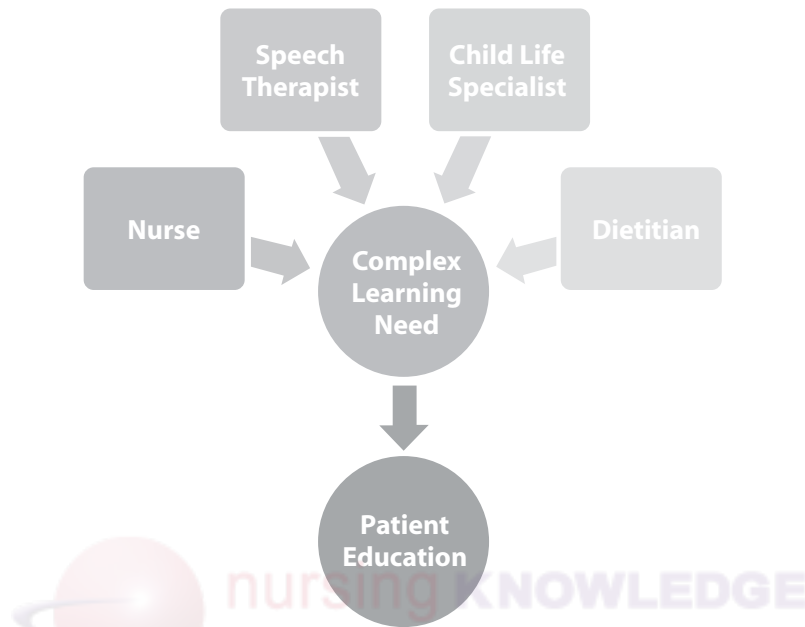 Speech
Therapist
Child Life
Specialist
Nurse
Dietitian
Complex
Learning
Need
Patient
Education
nursing KNOWLEDGE